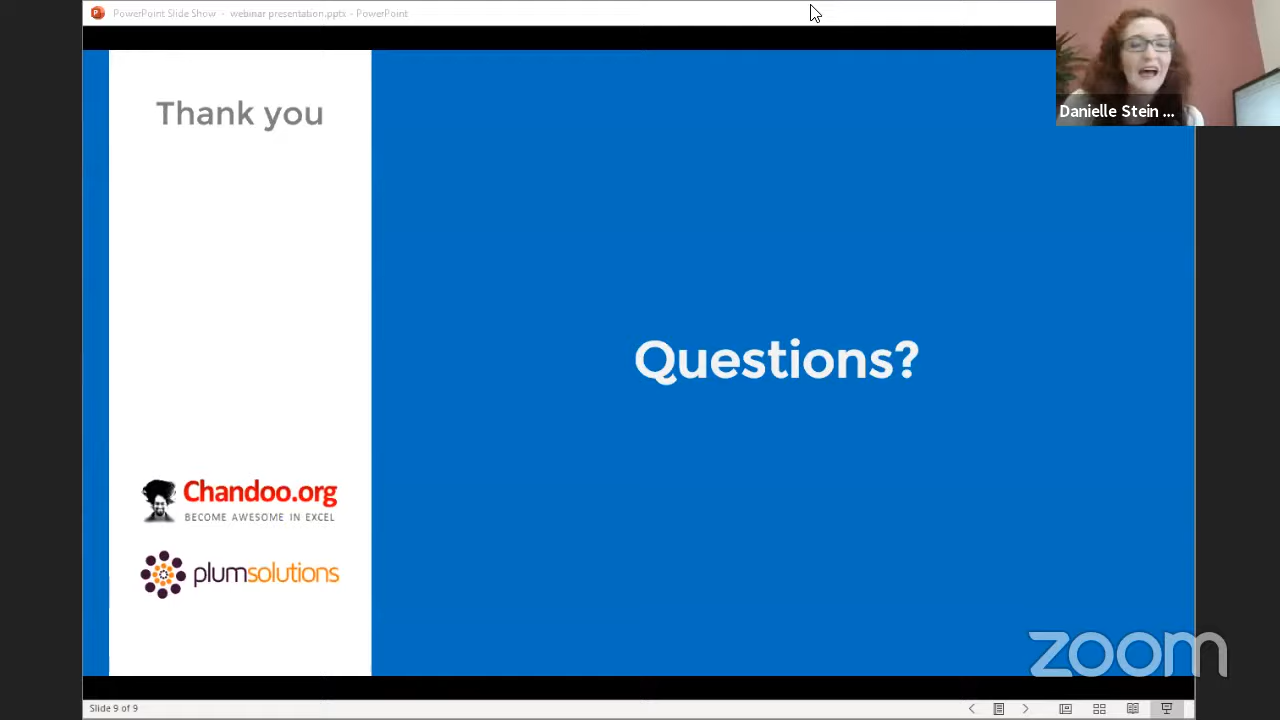 PowerPoint Slide Show - webinar presentation.pptx - PowerPoint
Danielle Stein ...
Thank you
Questions?
Chandoo.org
BECOME AWESOME IN EXCEL
plumsolutions
zoom
Slide 9 of 9